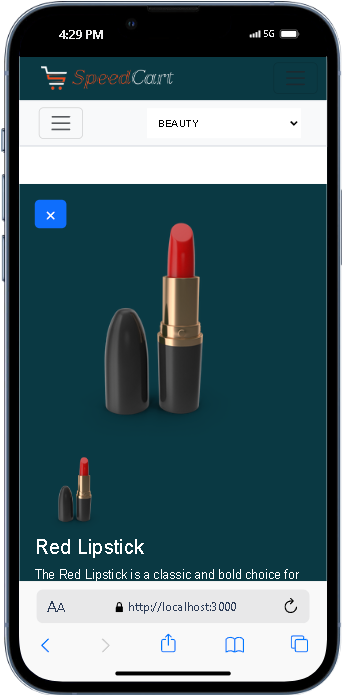 4:29 PM
5G
SpeedCart
BEAUTY
×
Red Lipstick
The Red Lipstick is a classic and bold choice for
AA
http://localhost:3000